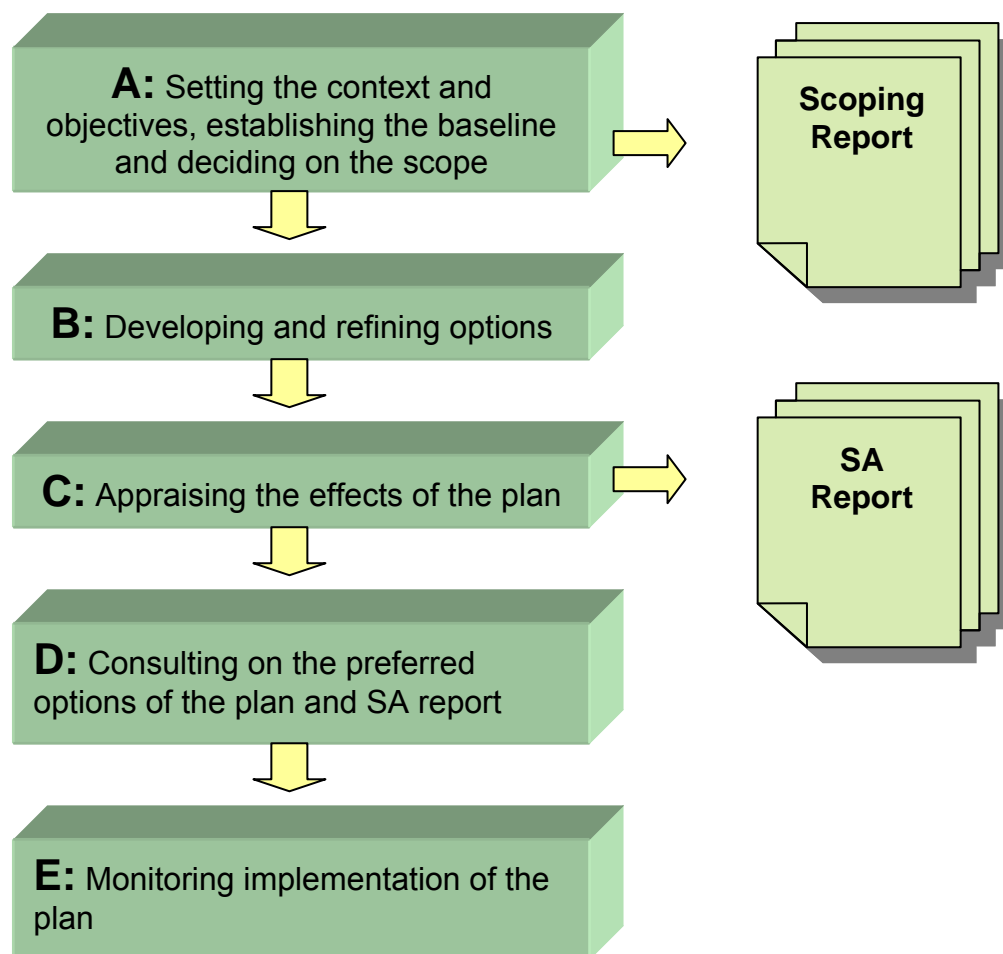 A: Setting the context and
objectives, establishing the baseline
and deciding on the scope
Scoping
Report
B: Developing and refining options
C: Appraising the effects of the plan
SA
Report
D: Consulting on the preferred
options of the plan and SA report
E: Monitoring implementation of the
plan